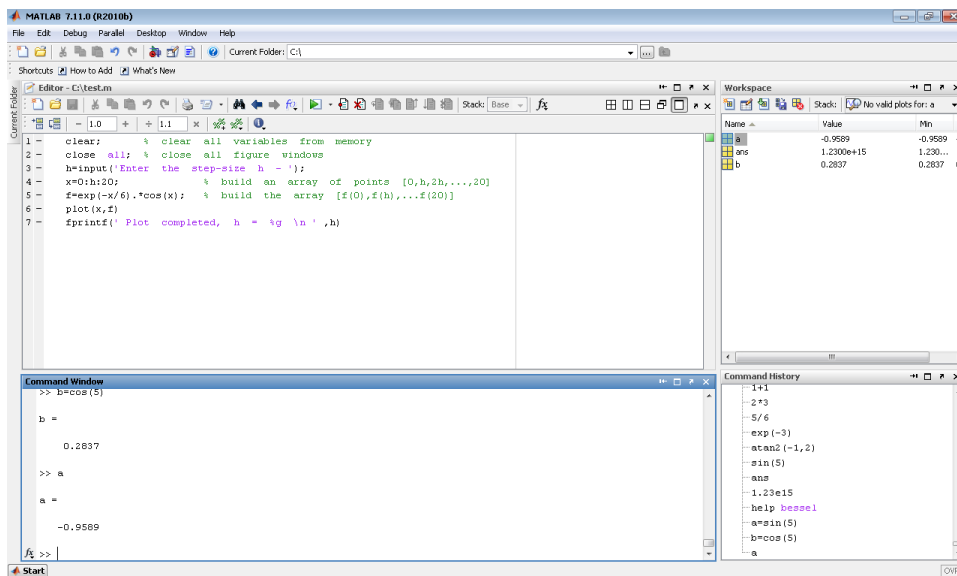 MATLAB 7.11.0 (R2010b)
File Edit Debug Parallel Desktop Window Help
Current Folder: C:\
Shortcuts How to Add What's New
Current Folder
Editor - C:\test.m
Stack: Base fx
- 1.0 + ÷ 1.1 ×
1 - clear; % clear all variables from memory
2 - close all; % close all figure windows
3 - h=input('Enter the step-size h - ');
4 - x=0:h:20; % build an array of points [0,h,2h,...,20]
5 - f=exp(-x/6).*cos(x); % build the array [f(0),f(h),...f(20)]
6 - plot(x,f)
7 - fprintf(' Plot completed, h = %g \n ' ,h)
Command Window
>> b=cos(5)
b =
0.2837
>> a
a =
-0.9589
fx >>
Workspace
Stack: No valid plots for: a
Name Value Min
a -0.9589 -0.9589
ans 1.2300e+15 1.230...
b 0.2837 0.2837
Command History
1+1
2*3
5/6
exp(-3)
atan2(-1,2)
sin(5)
ans
1.23e15
help bessel
a=sin(5)
b=cos(5)
a
Start
OVR